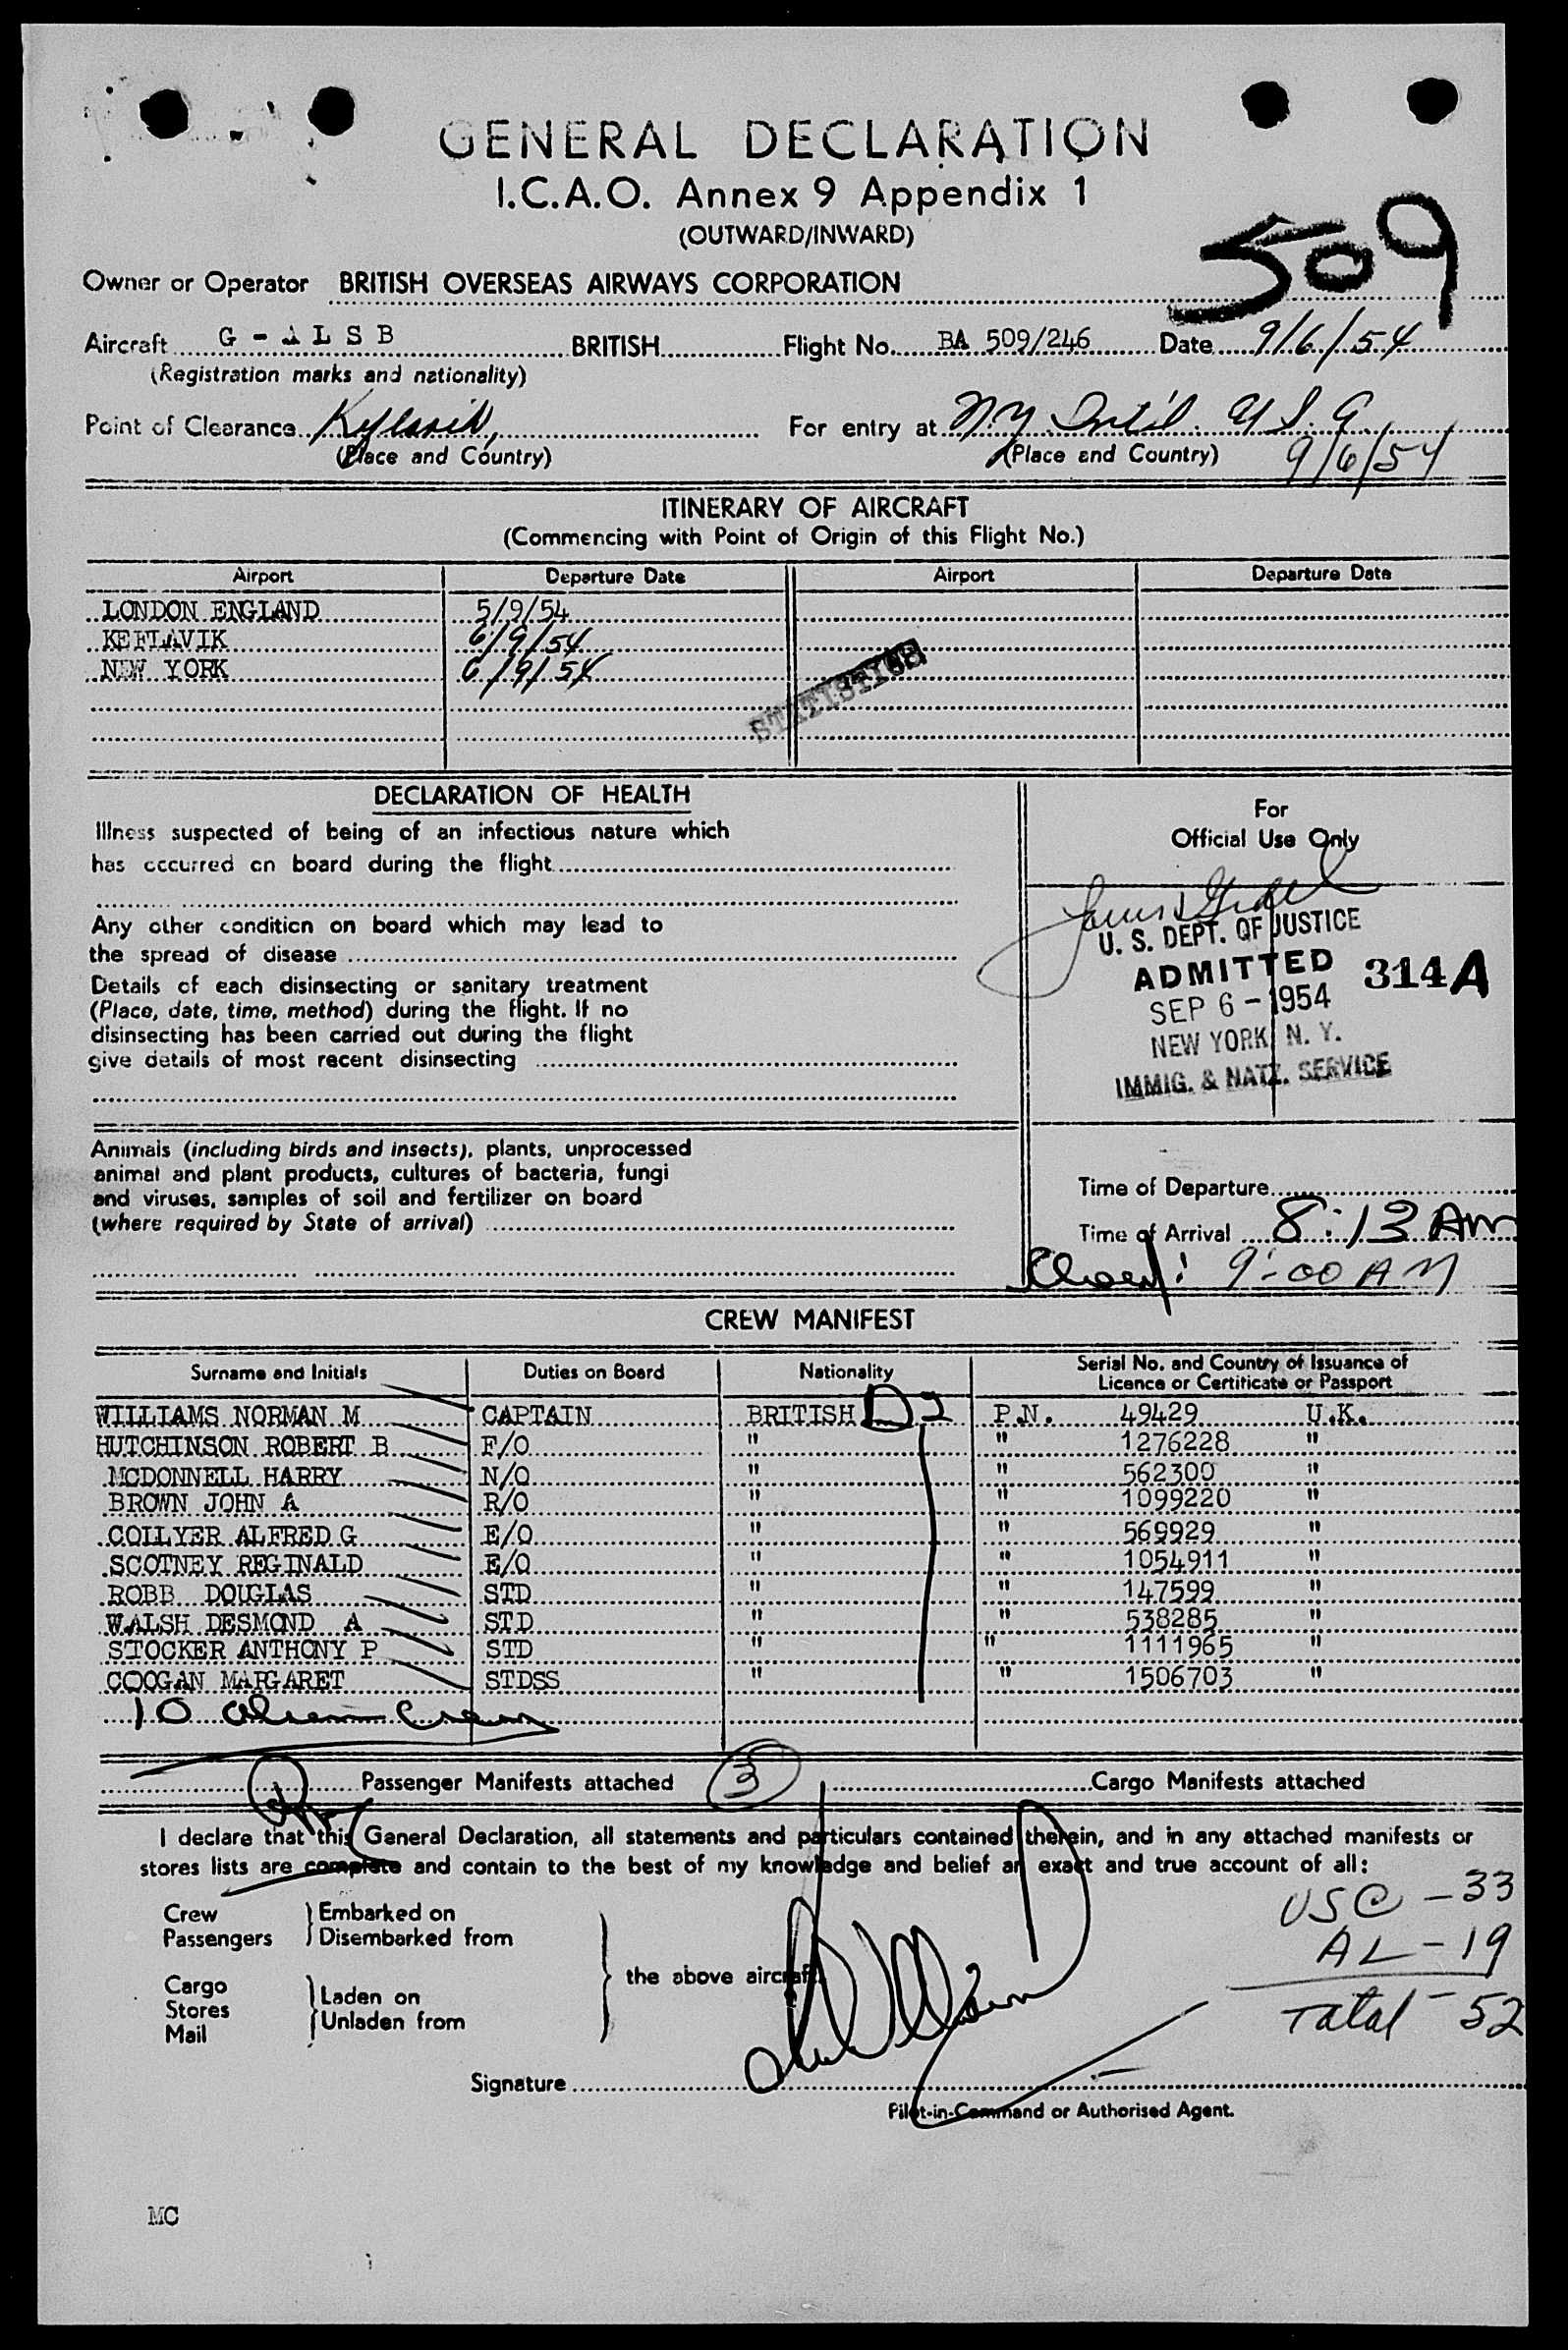 GENERAL DECLARATION
I.C.A.O. Annex 9 Appendix 1
(OUTWARD/INWARD)
509
Owner or Operator BRITISH OVERSEAS AIRWAYS CORPORATION
Aircraft G - A L S B BRITISH Flight No. BA 509/246 Date 9/6/54
(Registration marks and nationality)
Point of Clearance For entry at N.Y. Int'l. U.S.A.
(Place and Country) (Place and Country) 9/6/54
ITINERARY OF AIRCRAFT
(Commencing with Point of Origin of this Flight No.)
Airport Departure Date Airport Departure Date
LONDON ENGLAND 5/9/54
KEFLAVIK 6/9/54
NEW YORK 6/9/54
STATISTICS
DECLARATION OF HEALTH
Illness suspected of being of an infectious nature which
has occurred on board during the flight
Any other condition on board which may lead to
the spread of disease
Details of each disinsecting or sanitary treatment
(Place, date, time, method) during the flight. If no
disinsecting has been carried out during the flight
give details of most recent disinsecting
For
Official Use Only
U. S. DEPT. OF JUSTICE
ADMITTED 314A
SEP 6 - 1954
NEW YORK, N. Y.
IMMIG. & NATZ. SERVICE
Animals (including birds and insects), plants, unprocessed
animal and plant products, cultures of bacteria, fungi
and viruses, samples of soil and fertilizer on board
(where required by State of arrival)
Time of Departure
Time of Arrival 8:13 AM
9:00 AM
CREW MANIFEST
Surname and Initials Duties on Board Nationality Serial No. and Country of Issuance of
Licence or Certificate or Passport
WILLIAMS NORMAN M CAPTAIN BRITISH P.N. 49429 U.K.
HUTCHINSON ROBERT B F/O " " 1276228 "
MCDONNELL HARRY N/O " " 562300 "
BROWN JOHN A R/O " " 1099220 "
COLLYER ALFRED G E/O " " 569929 "
SCOTNEY REGINALD E/O " " 1054911 "
ROBB DOUGLAS STD " " 147599 "
WALSH DESMOND A STD " " 538285 "
STOCKER ANTHONY P STD " " 1111965 "
COOGAN MARGARET STDSS " " 1506703 "
10 alien crew
Passenger Manifests attached 3 Cargo Manifests attached
I declare that this General Declaration, all statements and particulars contained therein, and in any attached manifests or
stores lists are complete and contain to the best of my knowledge and belief an exact and true account of all:
USC - 33
AL - 19
Total - 52
Crew Embarked on
Passengers Disembarked from
the above aircraft.
Cargo
Stores Laden on
Mail Unladen from
Signature
Pilot-in-Command or Authorised Agent.
MC